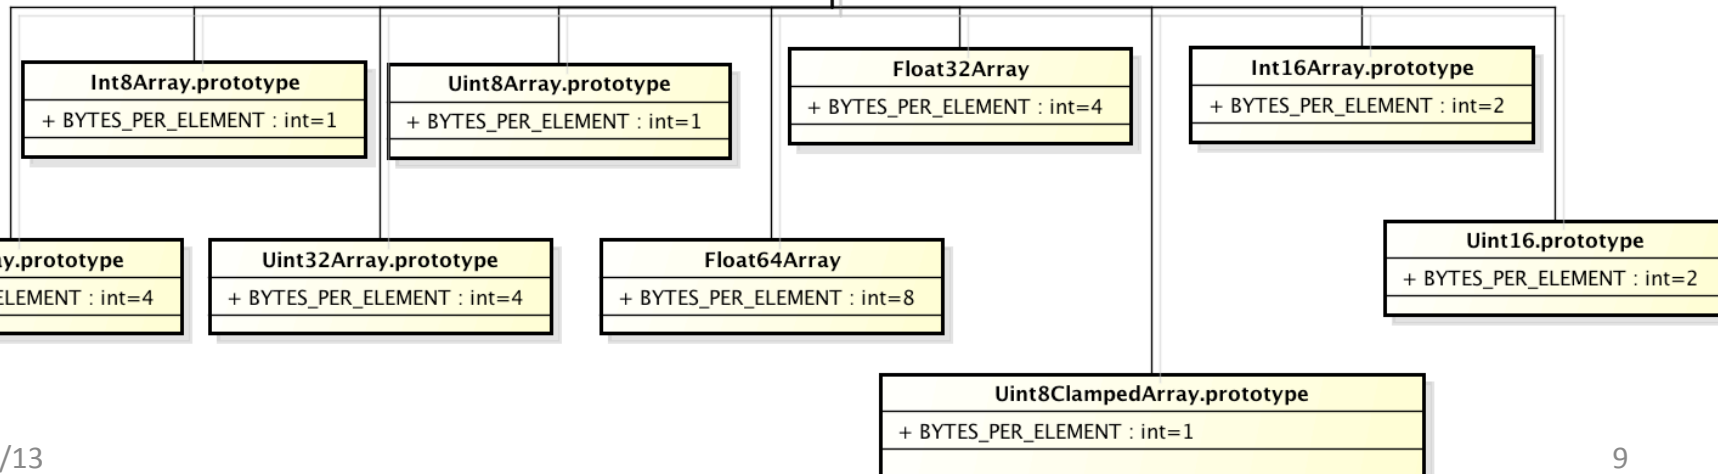 Int8Array.prototype
+ BYTES_PER_ELEMENT : int=1
Uint8Array.prototype
+ BYTES_PER_ELEMENT : int=1
Float32Array
+ BYTES_PER_ELEMENT : int=4
Int16Array.prototype
+ BYTES_PER_ELEMENT : int=2
y.prototype
ELEMENT : int=4
Uint32Array.prototype
+ BYTES_PER_ELEMENT : int=4
Float64Array
+ BYTES_PER_ELEMENT : int=8
Uint16.prototype
+ BYTES_PER_ELEMENT : int=2
Uint8ClampedArray.prototype
+ BYTES_PER_ELEMENT : int=1
/13
9